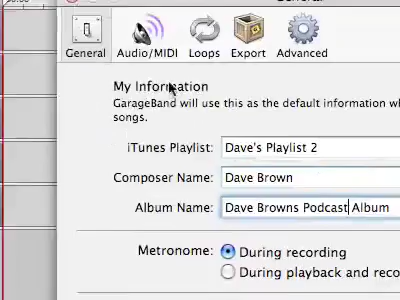 General
General Audio/MIDI Loops Export Advanced
My Information
GarageBand will use this as the default information
songs.
iTunes Playlist: Dave's Playlist 2
Composer Name: Dave Brown
Album Name: Dave Browns Podcast Album
Metronome: During recording
During playback and reco